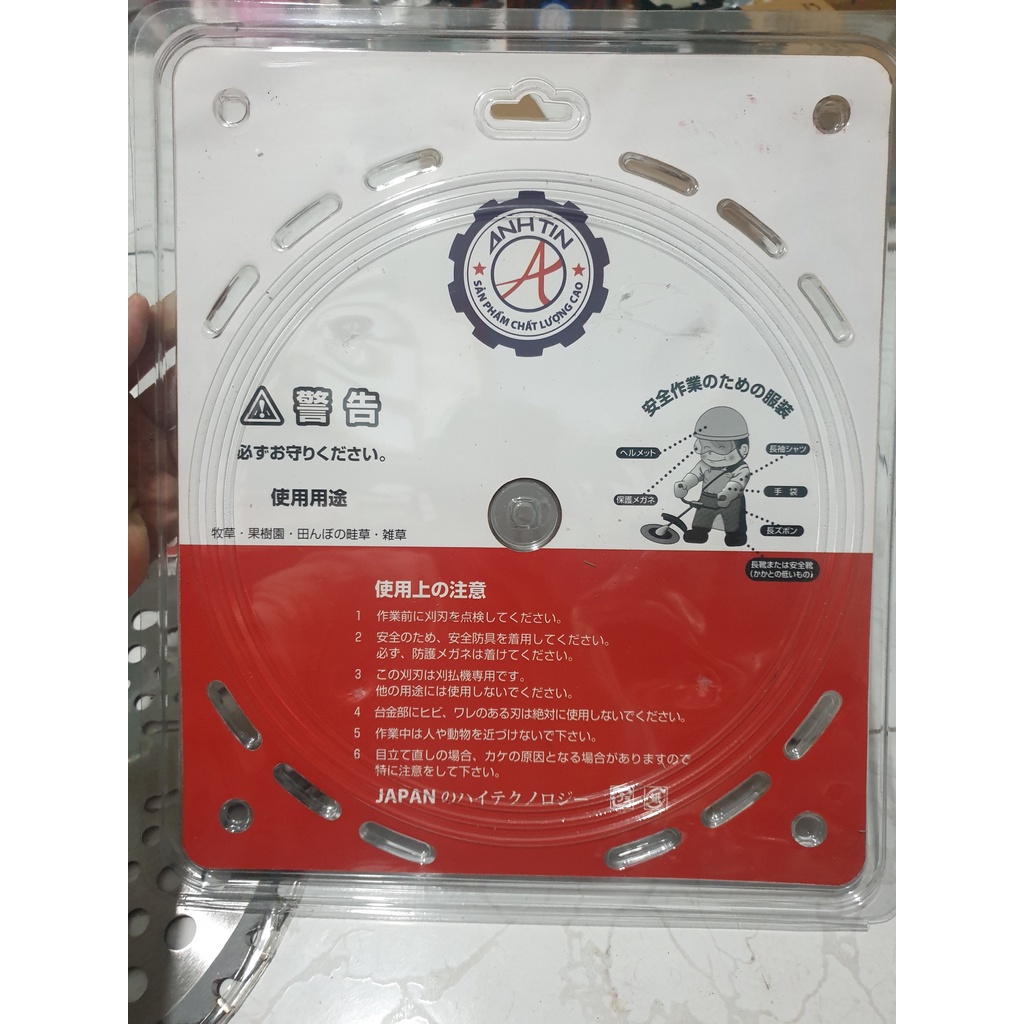 ANH TIN
A
SẢN PHẨM CHẤT LƯỢNG CAO
警告
必ずお守りください。
使用用途
牧草・果樹園・田んぼの畦草・雑草
安全作業のための服装
ヘルメット
長袖シャツ
保護メガネ
手袋
長ズボン
長靴または安全靴
(かかとの低いもの)
使用上の注意
1 作業前に刈刃を点検してください。
2 安全のため、安全防具を着用してください。
必ず、防護メガネは着けてください。
3 この刈刃は刈払機専用です。
他の用途には使用しないでください。
4 台金部にヒビ、ワレのある刃は絶対に使用しないでください。
5 作業中は人や動物を近づけないで下さい。
6 目立て直しの場合、カケの原因となる場合がありますので
特に注意をして下さい。
JAPANのハイテクノロジー